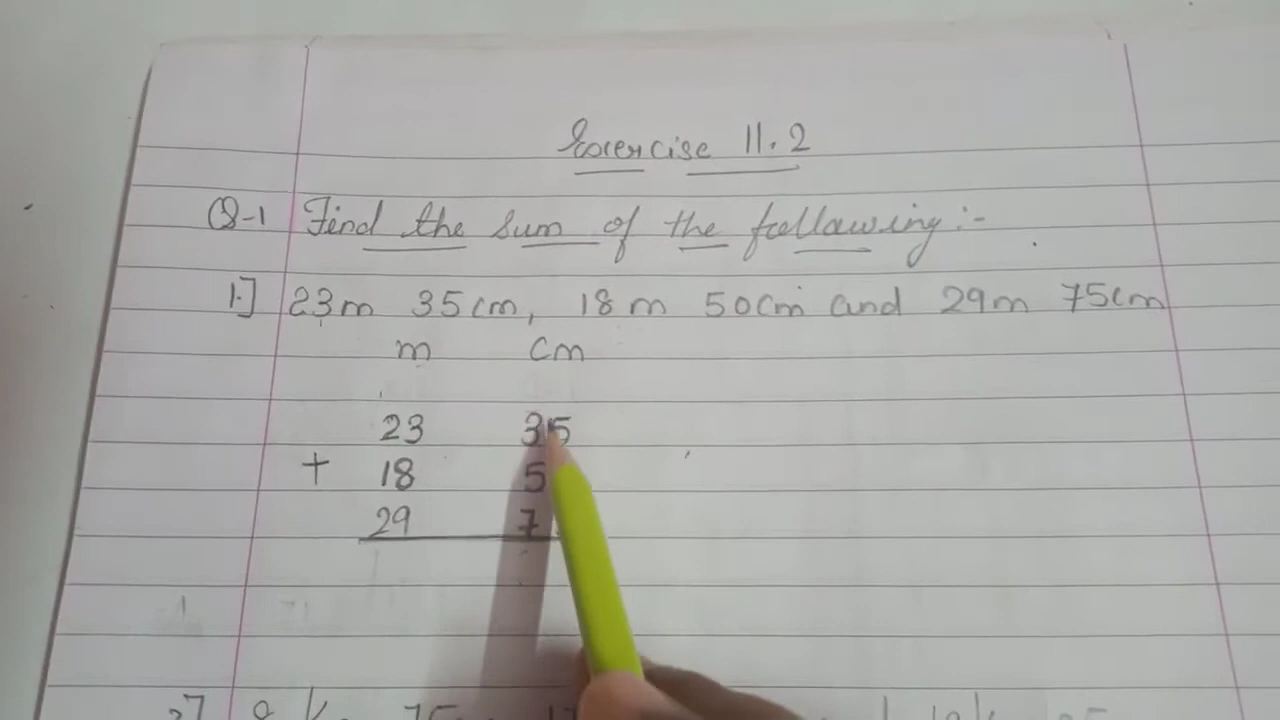 Exercise 11.2
Q-1 Find the sum of the following:-
1.] 23m 35cm, 18m 50cm and 29m 75cm
m cm
23 35
+ 18 5
29 7